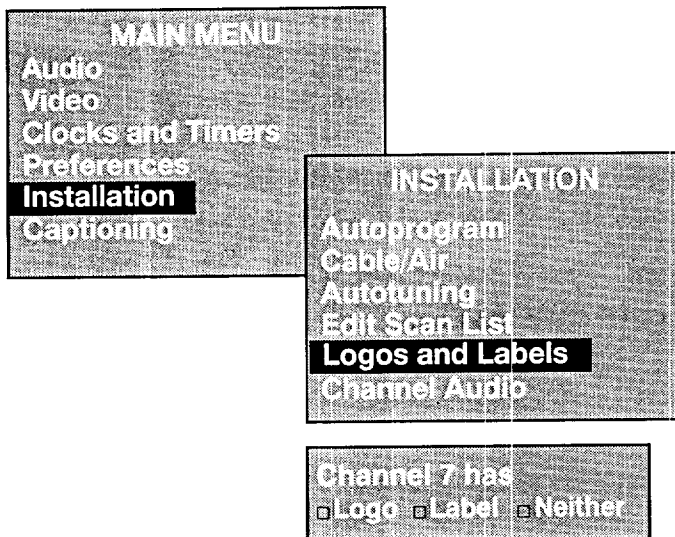 MAIN MENU
Audio
Video
Clocks and Timers
Preferences
Installation
Captioning
INSTALLATION
Autoprogram
Cable/Air
Autotuning
Edit Scan List
Logos and Labels
Channel Audio
Channel 7 has
□Logo □Label □Neither